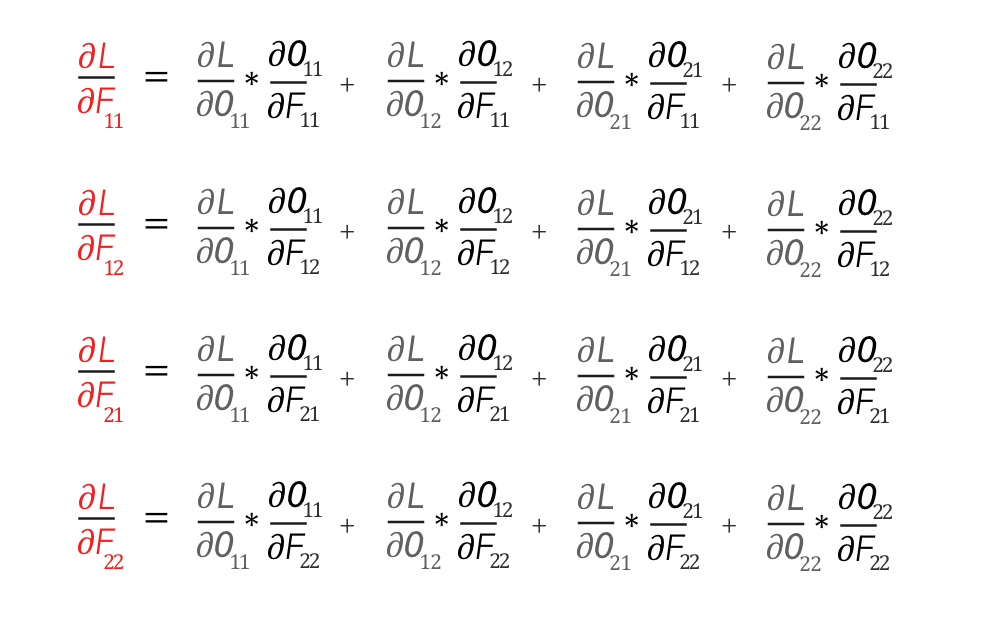 ∂L/∂F₁₁ = ∂L/∂O₁₁ * ∂O₁₁/∂F₁₁ + ∂L/∂O₁₂ * ∂O₁₂/∂F₁₁ + ∂L/∂O₂₁ * ∂O₂₁/∂F₁₁ + ∂L/∂O₂₂ * ∂O₂₂/∂F₁₁
∂L/∂F₁₂ = ∂L/∂O₁₁ * ∂O₁₁/∂F₁₂ + ∂L/∂O₁₂ * ∂O₁₂/∂F₁₂ + ∂L/∂O₂₁ * ∂O₂₁/∂F₁₂ + ∂L/∂O₂₂ * ∂O₂₂/∂F₁₂
∂L/∂F₂₁ = ∂L/∂O₁₁ * ∂O₁₁/∂F₂₁ + ∂L/∂O₁₂ * ∂O₁₂/∂F₂₁ + ∂L/∂O₂₁ * ∂O₂₁/∂F₂₁ + ∂L/∂O₂₂ * ∂O₂₂/∂F₂₁
∂L/∂F₂₂ = ∂L/∂O₁₁ * ∂O₁₁/∂F₂₂ + ∂L/∂O₁₂ * ∂O₁₂/∂F₂₂ + ∂L/∂O₂₁ * ∂O₂₁/∂F₂₂ + ∂L/∂O₂₂ * ∂O₂₂/∂F₂₂